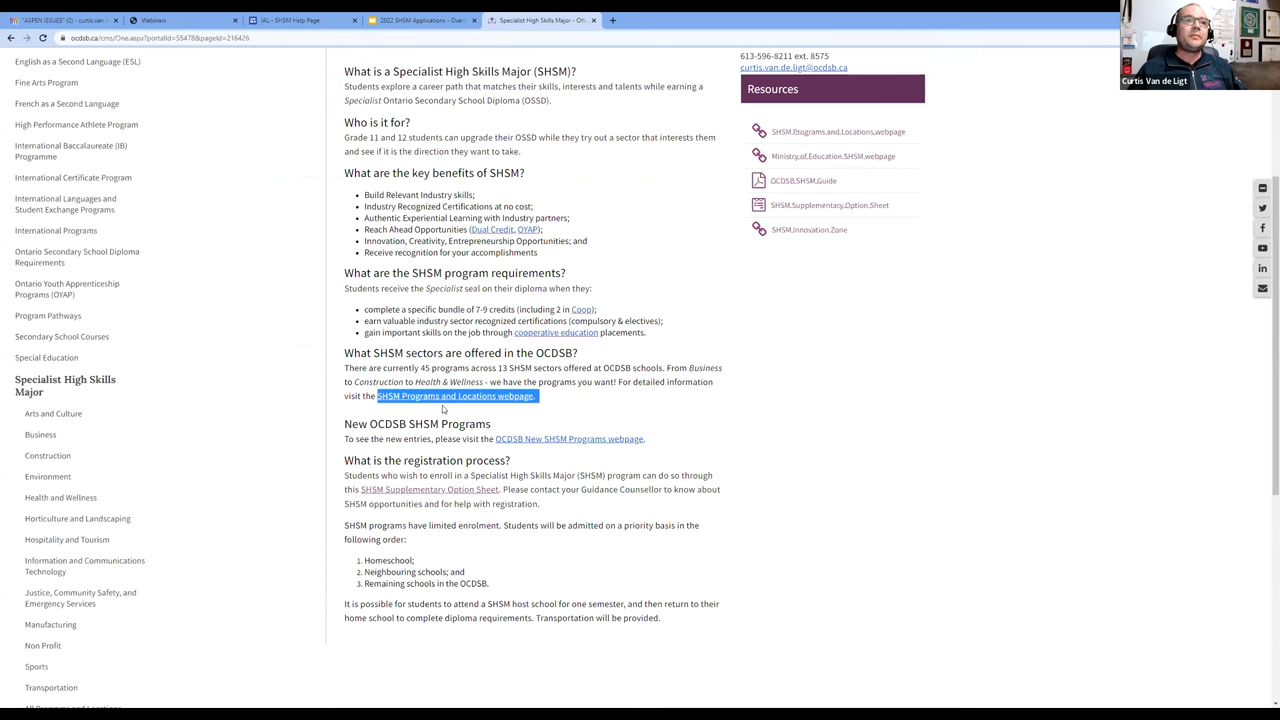 "ASPEN ISSUES" (2) - curtis.van
Webinars
IAL - SHSM Help Page
2022 SHSM Applications - Overv
Specialist High Skills Major - Ott
ocdsb.ca/cms/One.aspx?portalId=55478&pageId=216426
English as a Second Language (ESL)
Fine Arts Program
French as a Second Language
High Performance Athlete Program
International Baccalaureate (IB)
Programme
International Certificate Program
International Languages and
Student Exchange Programs
International Programs
Ontario Secondary School Diploma
Requirements
Ontario Youth Apprenticeship
Programs (OYAP)
Program Pathways
Secondary School Courses
Special Education
Specialist High Skills
Major
Arts and Culture
Business
Construction
Environment
Health and Wellness
Horticulture and Landscaping
Hospitality and Tourism
Information and Communications
Technology
Justice, Community Safety, and
Emergency Services
Manufacturing
Non Profit
Sports
Transportation
All Programs and Locations
What is a Specialist High Skills Major (SHSM)?
Students explore a career path that matches their skills, interests and talents while earning a
Specialist Ontario Secondary School Diploma (OSSD).
Who is it for?
Grade 11 and 12 students can upgrade their OSSD while they try out a sector that interests them
and see if it is the direction they want to take.
What are the key benefits of SHSM?
• Build Relevant Industry skills;
• Industry Recognized Certifications at no cost;
• Authentic Experiential Learning with Industry partners;
• Reach Ahead Opportunities (Dual Credit, OYAP);
• Innovation, Creativity, Entrepreneurship Opportunities; and
• Receive recognition for your accomplishments
What are the SHSM program requirements?
Students receive the Specialist seal on their diploma when they:
• complete a specific bundle of 7-9 credits (including 2 in Coop);
• earn valuable industry sector recognized certifications (compulsory & electives);
• gain important skills on the job through cooperative education placements.
What SHSM sectors are offered in the OCDSB?
There are currently 45 programs across 13 SHSM sectors offered at OCDSB schools. From Business
to Construction to Health & Wellness - we have the programs you want! For detailed information
visit the SHSM Programs and Locations webpage.
New OCDSB SHSM Programs
To see the new entries, please visit the OCDSB New SHSM Programs webpage.
What is the registration process?
Students who wish to enroll in a Specialist High Skills Major (SHSM) program can do so through
this SHSM Supplementary Option Sheet. Please contact your Guidance Counsellor to know about
SHSM opportunities and for help with registration.
SHSM programs have limited enrolment. Students will be admitted on a priority basis in the
following order:
1. Homeschool;
2. Neighbouring schools; and
3. Remaining schools in the OCDSB.
It is possible for students to attend a SHSM host school for one semester, and then return to their
home school to complete diploma requirements. Transportation will be provided.
613-596-8211 ext. 8575
curtis.van.de.ligt@ocdsb.ca
Resources
SHSM Programs and Locations webpage
Ministry of Education SHSM webpage
OCDSB SHSM Guide
SHSM Supplementary Option Sheet
SHSM Innovation Zone
Curtis Van de Ligt